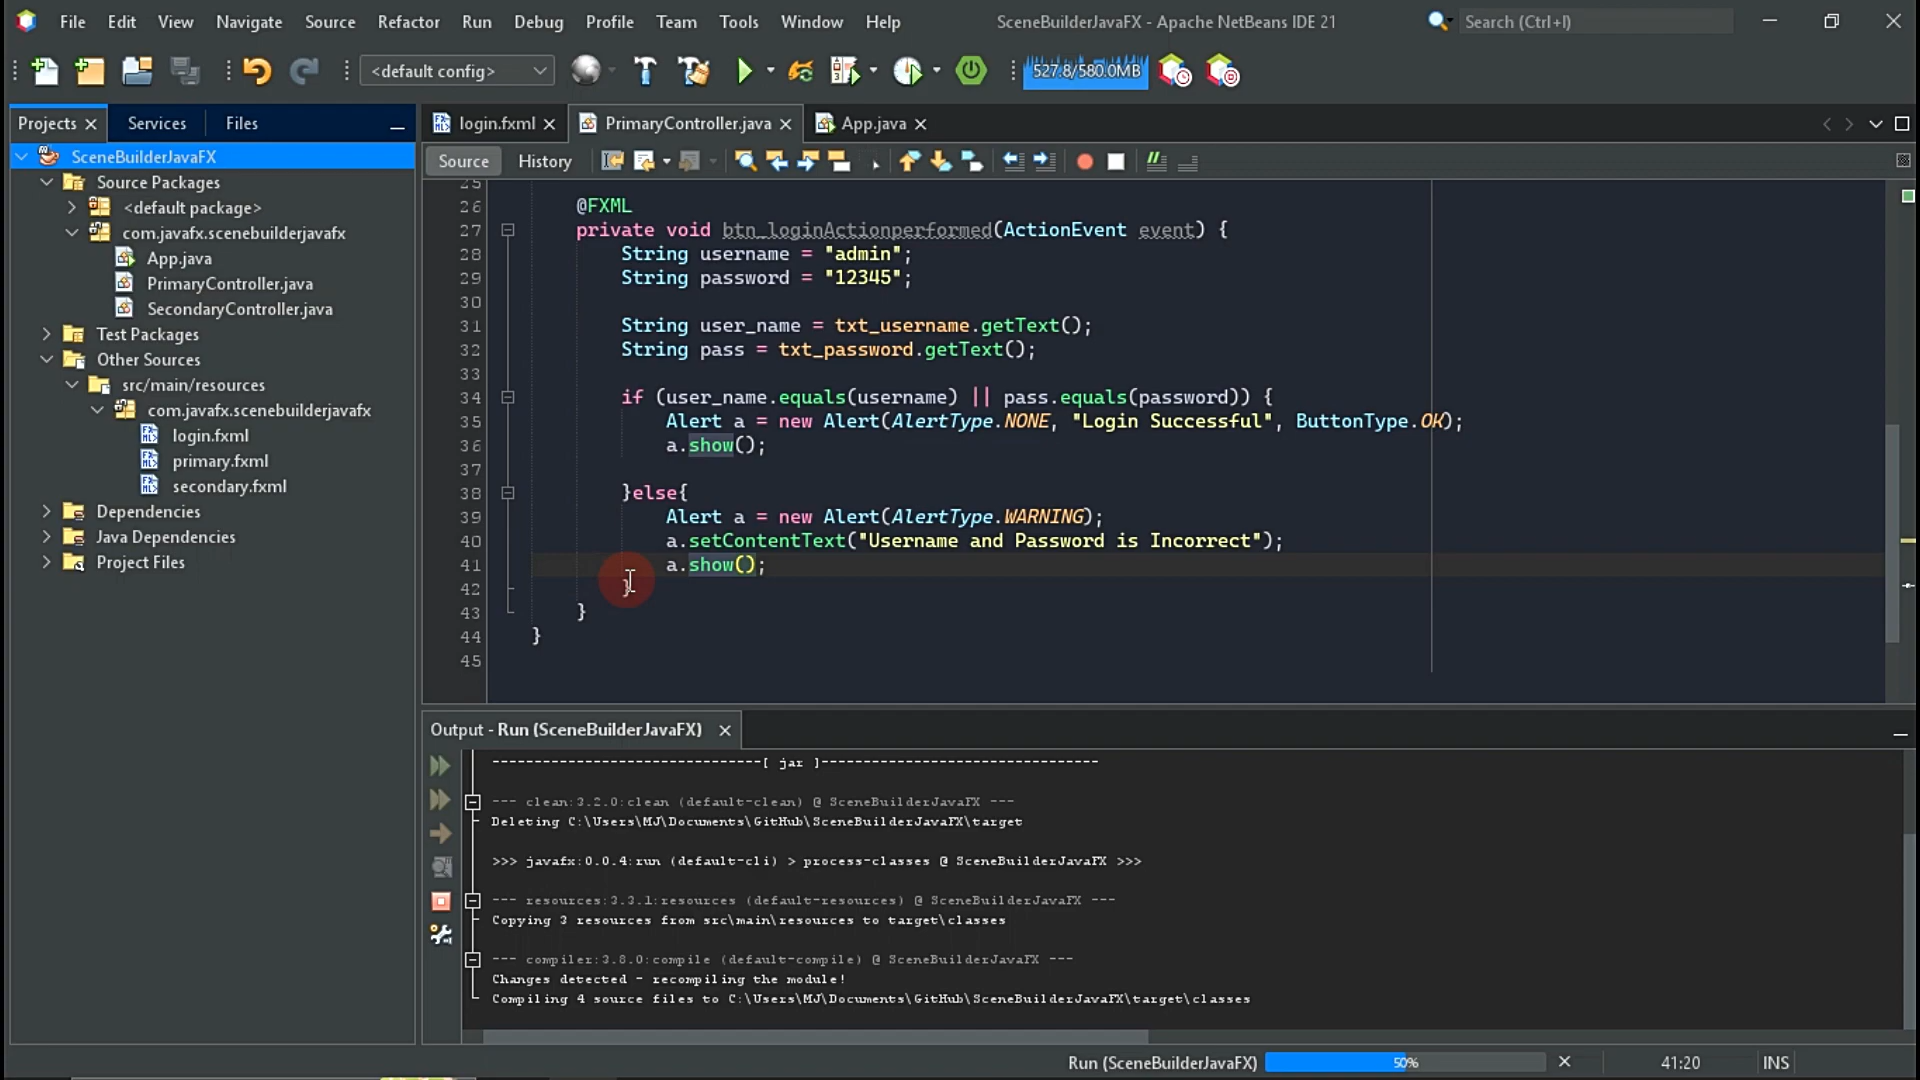 File Edit View Navigate Source Refactor Run Debug Profile Team Tools Window Help SceneBuilderJavaFX - Apache NetBeans IDE 21 Search (Ctrl+I)
<default config> 527.8/580.0MB
Projects Services Files
login.fxml PrimaryController.java App.java
Source History
SceneBuilderJavaFX
Source Packages
<default package>
com.javafx.scenebuilderjavafx
App.java
PrimaryController.java
SecondaryController.java
Test Packages
Other Sources
src/main/resources
com.javafx.scenebuilderjavafx
login.fxml
primary.fxml
secondary.fxml
Dependencies
Java Dependencies
Project Files
25
26 @FXML
27 private void btn_loginActionperformed(ActionEvent event) {
28 String username = "admin";
29 String password = "12345";
30
31 String user_name = txt_username.getText();
32 String pass = txt_password.getText();
33
34 if (user_name.equals(username) || pass.equals(password)) {
35 Alert a = new Alert(AlertType.NONE, "Login Successful", ButtonType.OK);
36 a.show();
37
38 }else{
39 Alert a = new Alert(AlertType.WARNING);
40 a.setContentText("Username and Password is Incorrect");
41 a.show();
42 }
43 }
44 }
45
Output - Run (SceneBuilderJavaFX)
--------------------------------[ jar ]---------------------------------
--- clean:3.2.0:clean (default-clean) @ SceneBuilderJavaFX ---
Deleting C:\Users\MJ\Documents\GitHub\SceneBuilderJavaFX\target
>>> javafx:0.0.4:run (default-cli) > process-classes @ SceneBuilderJavaFX >>>
--- resources:3.3.1:resources (default-resources) @ SceneBuilderJavaFX ---
Copying 3 resources from src\main\resources to target\classes
--- compiler:3.8.0:compile (default-compile) @ SceneBuilderJavaFX ---
Changes detected - recompiling the module!
Compiling 4 source files to C:\Users\MJ\Documents\GitHub\SceneBuilderJavaFX\target\classes
Run (SceneBuilderJavaFX) 50% 41:20 INS